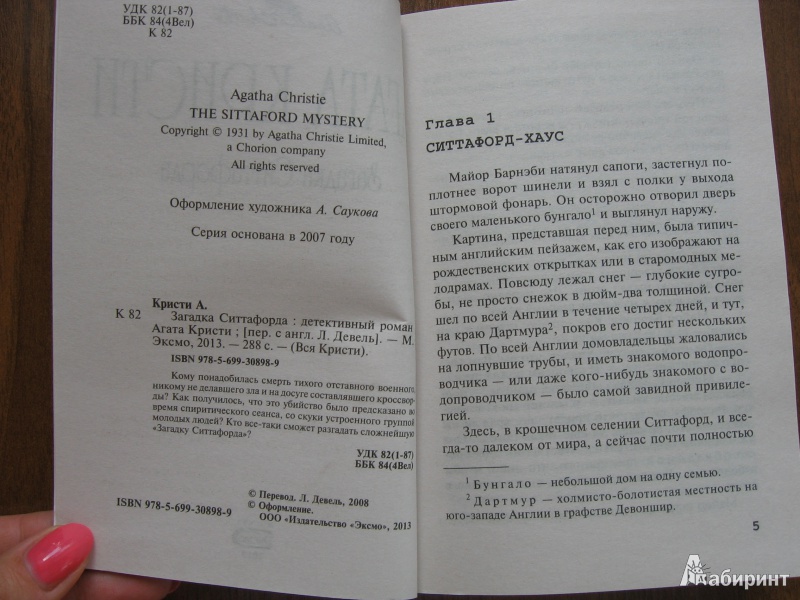 УДК 82(1-87)
ББК 84(4Вел)
К 82
Agatha Christie
THE SITTAFORD MYSTERY
Copyright © 1931 by Agatha Christie Limited,
a Chorion company
All rights reserved
Оформление художника А. Саукова
Серия основана в 2007 году
Кристи А.
К 82 Загадка Ситтафорда : детективный роман
Агата Кристи ; [пер. с англ. Л. Девель]. — М.
Эксмо, 2013. — 288 с. — (Вся Кристи).
ISBN 978-5-699-30898-9
Кому понадобилась смерть тихого отставного военного,
никому не делавшего зла и на досуге составлявшего кроссвор
ды? Как получилось, что это убийство было предсказано во
время спиритического сеанса, со скуки устроенного группой
молодых людей? Кто все-таки сможет разгадать сложнейшую
«Загадку Ситтафорда»?
УДК 82(1-87)
ББК 84(4Вел)
© Перевод. Л. Девель, 2008
© Оформление.
ISBN 978-5-699-30898-9 ООО «Издательство «Эксмо», 2013
Глава 1
СИТТАФОРД-ХАУС
Майор Барнэби натянул сапоги, застегнул по-
плотнее ворот шинели и взял с полки у выхода
штормовой фонарь. Он осторожно отворил дверь
своего маленького бунгало¹ и выглянул наружу.
Картина, представшая перед ним, была типич-
ным английским пейзажем, как его изображают на
рождественских открытках или в старомодных ме-
лодрамах. Повсюду лежал снег — глубокие сугро-
бы, не просто снежок в дюйм-два толщиной. Снег
шел по всей Англии в течение четырех дней, и тут,
на краю Дартмура², покров его достиг нескольких
футов. По всей Англии домовладельцы жаловались
на лопнувшие трубы, и иметь знакомого водопро-
водчика — или даже кого-нибудь знакомого с во-
допроводчиком — было самой завидной привиле-
гией.
Здесь, в крошечном селении Ситтафорд, и все-
гда-то далеком от мира, а сейчас почти полностью
¹ Бунгало — небольшой дом на одну семью.
² Дартмур — холмисто-болотистая местность на
юго-западе Англии в графстве Девоншир.
5
Лабиринт